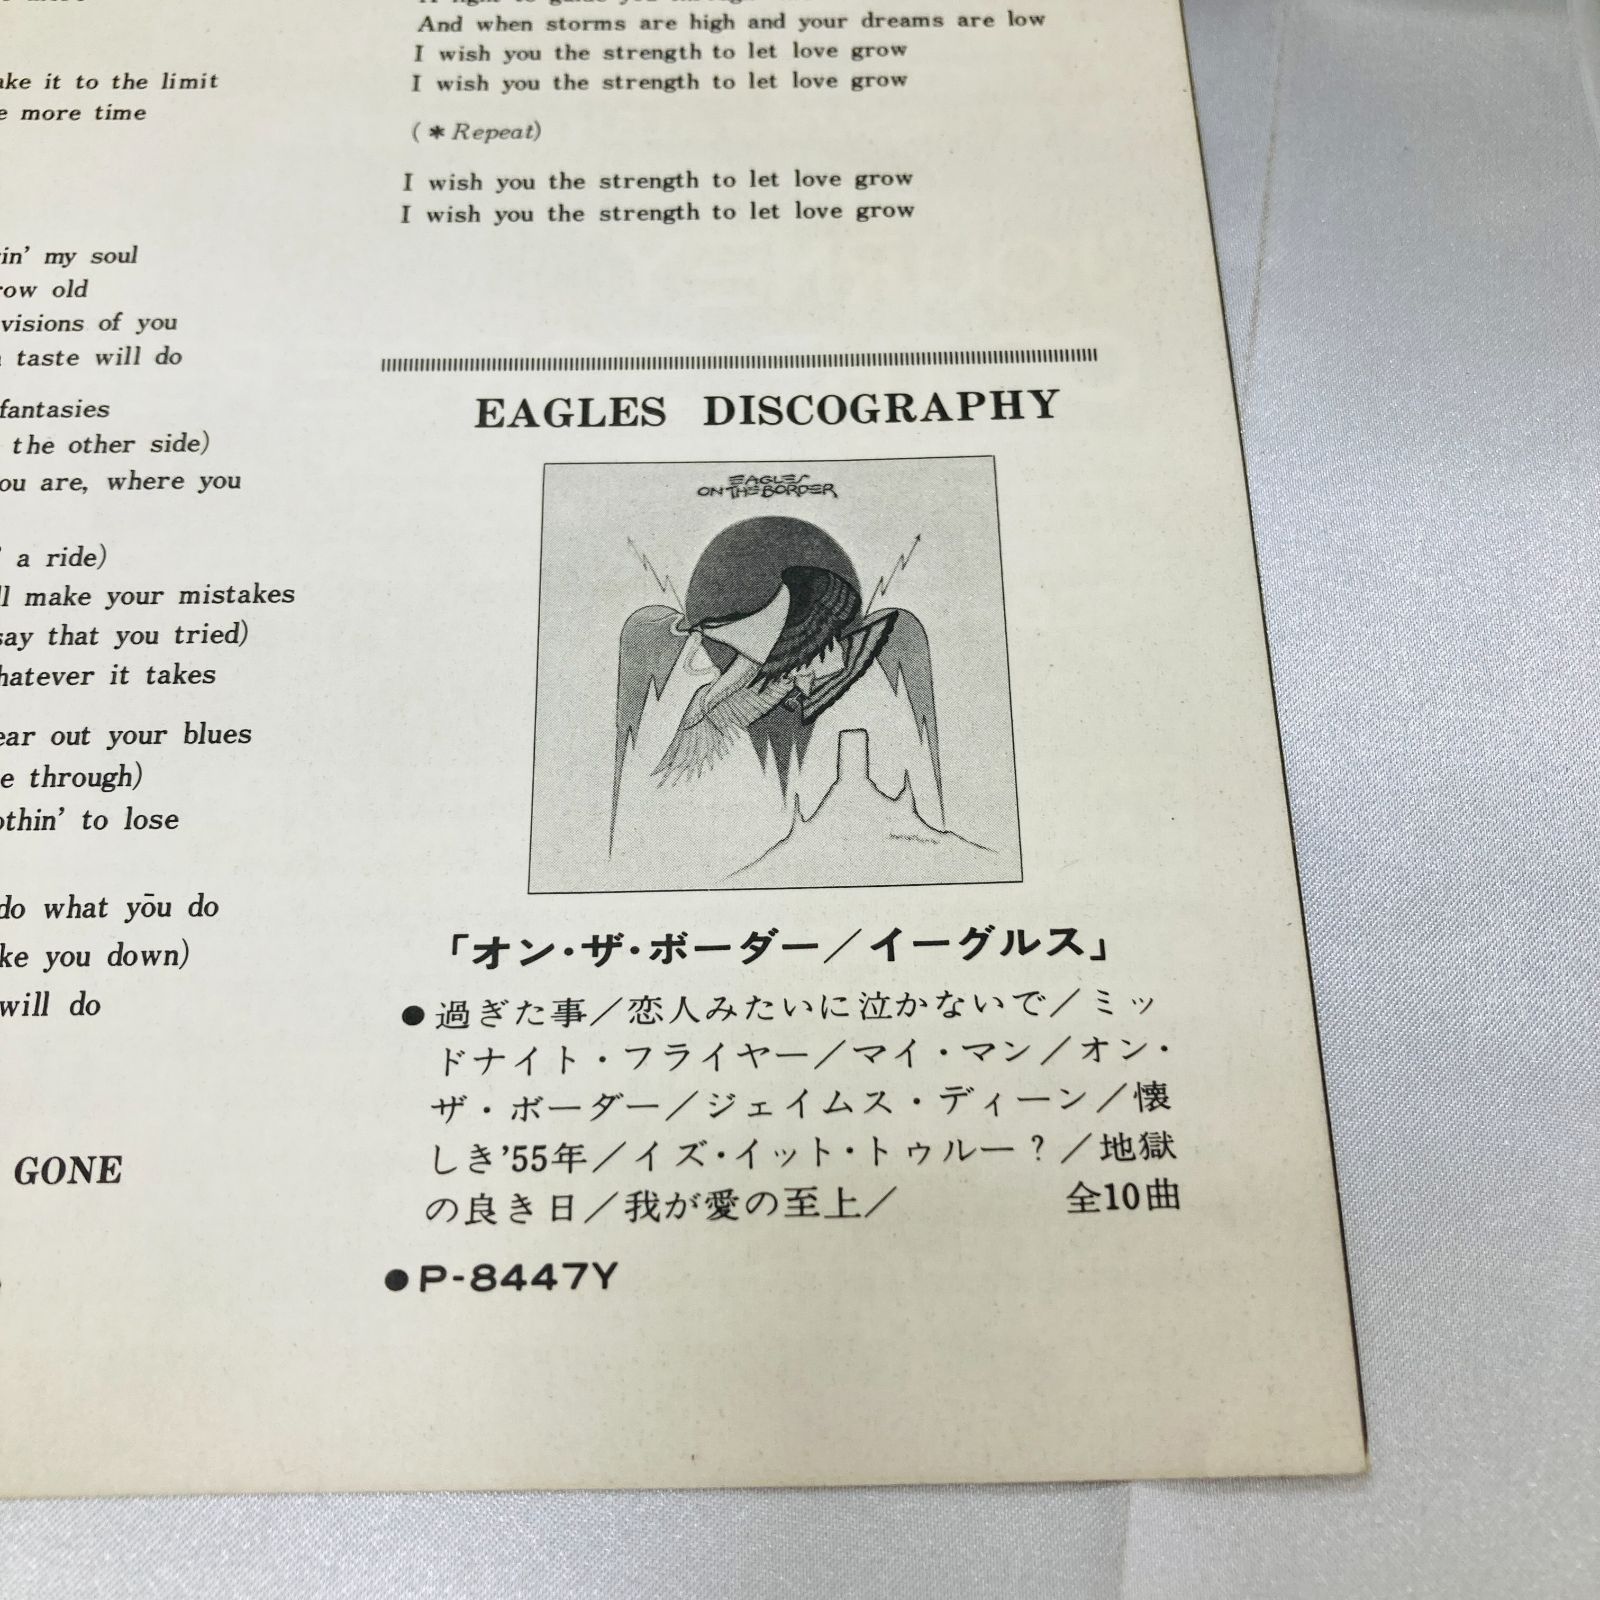 ake it to the limit
more time
my soul
old
visions of you
taste will do
fantasies
the other side)
are, where you
a ride)
make your mistakes
say that you tried)
it takes
out your blues
through)
to lose
do what yōu do
you down)
will do
GONE
And when storms are high and your dreams are low
I wish you the strength to let love grow
I wish you the strength to let love grow
(*Repeat)
I wish you the strength to let love grow
I wish you the strength to let love grow
EAGLES DISCOGRAPHY
EAGLES
ON THE BORDER
「オン・ザ・ボーダー／イーグルス」
●過ぎた事／恋人みたいに泣かないで／ミッ
ドナイト・フライヤー／マイ・マン／オン・
ザ・ボーダー／ジェイムス・ディーン／懐
しき'55年／イズ・イット・トゥルー？／地獄
の良き日／我が愛の至上／ 全10曲
●P-8447Y